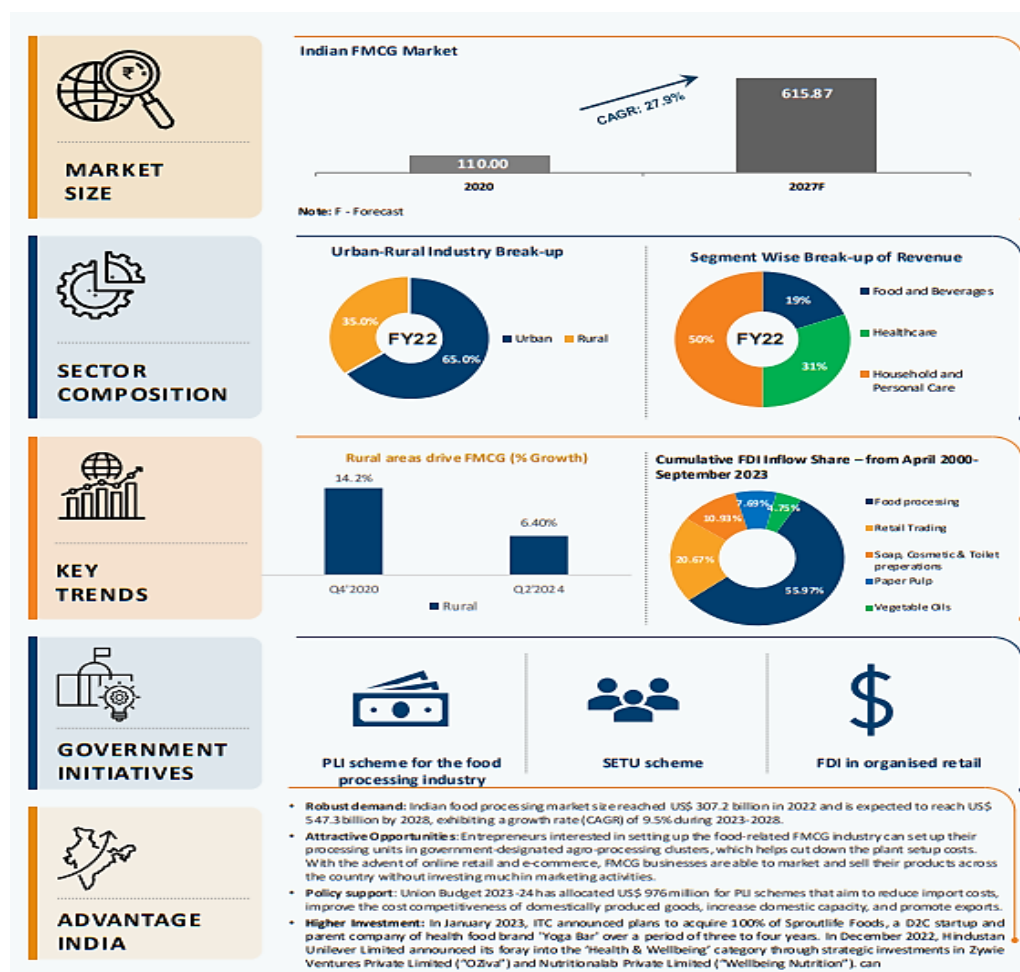 MARKET
SIZE
Indian FMCG Market
CAGR: 27.9%
110.00
615.87
2020
2027F
Note: F - Forecast
SECTOR
COMPOSITION
Urban-Rural Industry Break-up
35.0%
FY22
65.0%
Urban
Rural
Segment Wise Break-up of Revenue
19%
50%
FY22
31%
Food and Beverages
Healthcare
Household and
Personal Care
KEY
TRENDS
Rural areas drive FMCG (% Growth)
14.2%
6.40%
Q4'2020
Q2'2024
Rural
Cumulative FDI Inflow Share – from April 2000-
September 2023
7.69%
4.75%
10.93%
20.67%
55.97%
Food processing
Retail Trading
Soap, Cosmetic & Toilet
preperations
Paper Pulp
Vegetable Oils
GOVERNMENT
INITIATIVES
PLI scheme for the food
processing industry
SETU scheme
FDI in organised retail
ADVANTAGE
INDIA
• Robust demand: Indian food processing market size reached US$ 307.2 billion in 2022 and is expected to reach US$
547.3 billion by 2028, exhibiting a growth rate (CAGR) of 9.5% during 2023-2028.
• Attractive Opportunities: Entrepreneurs interested in setting up the food-related FMCG industry can set up their
processing units in government-designated agro-processing clusters, which helps cut down the plant setup costs.
With the advent of online retail and e-commerce, FMCG businesses are able to market and sell their products across
the country without investing much in marketing activities.
• Policy support: Union Budget 2023-24 has allocated US$ 976 million for PLI schemes that aim to reduce import costs,
improve the cost competitiveness of domestically produced goods, increase domestic capacity, and promote exports.
• Higher Investment: In January 2023, ITC announced plans to acquire 100% of Sproutlife Foods, a D2C startup and
parent company of health food brand 'Yoga Bar' over a period of three to four years. In December 2022, Hindustan
Unilever Limited announced its foray into the 'Health & Wellbeing' category through strategic investments in Zywie
Ventures Private Limited ("OZiva") and Nutritionalab Private Limited ("Wellbeing Nutrition"). can